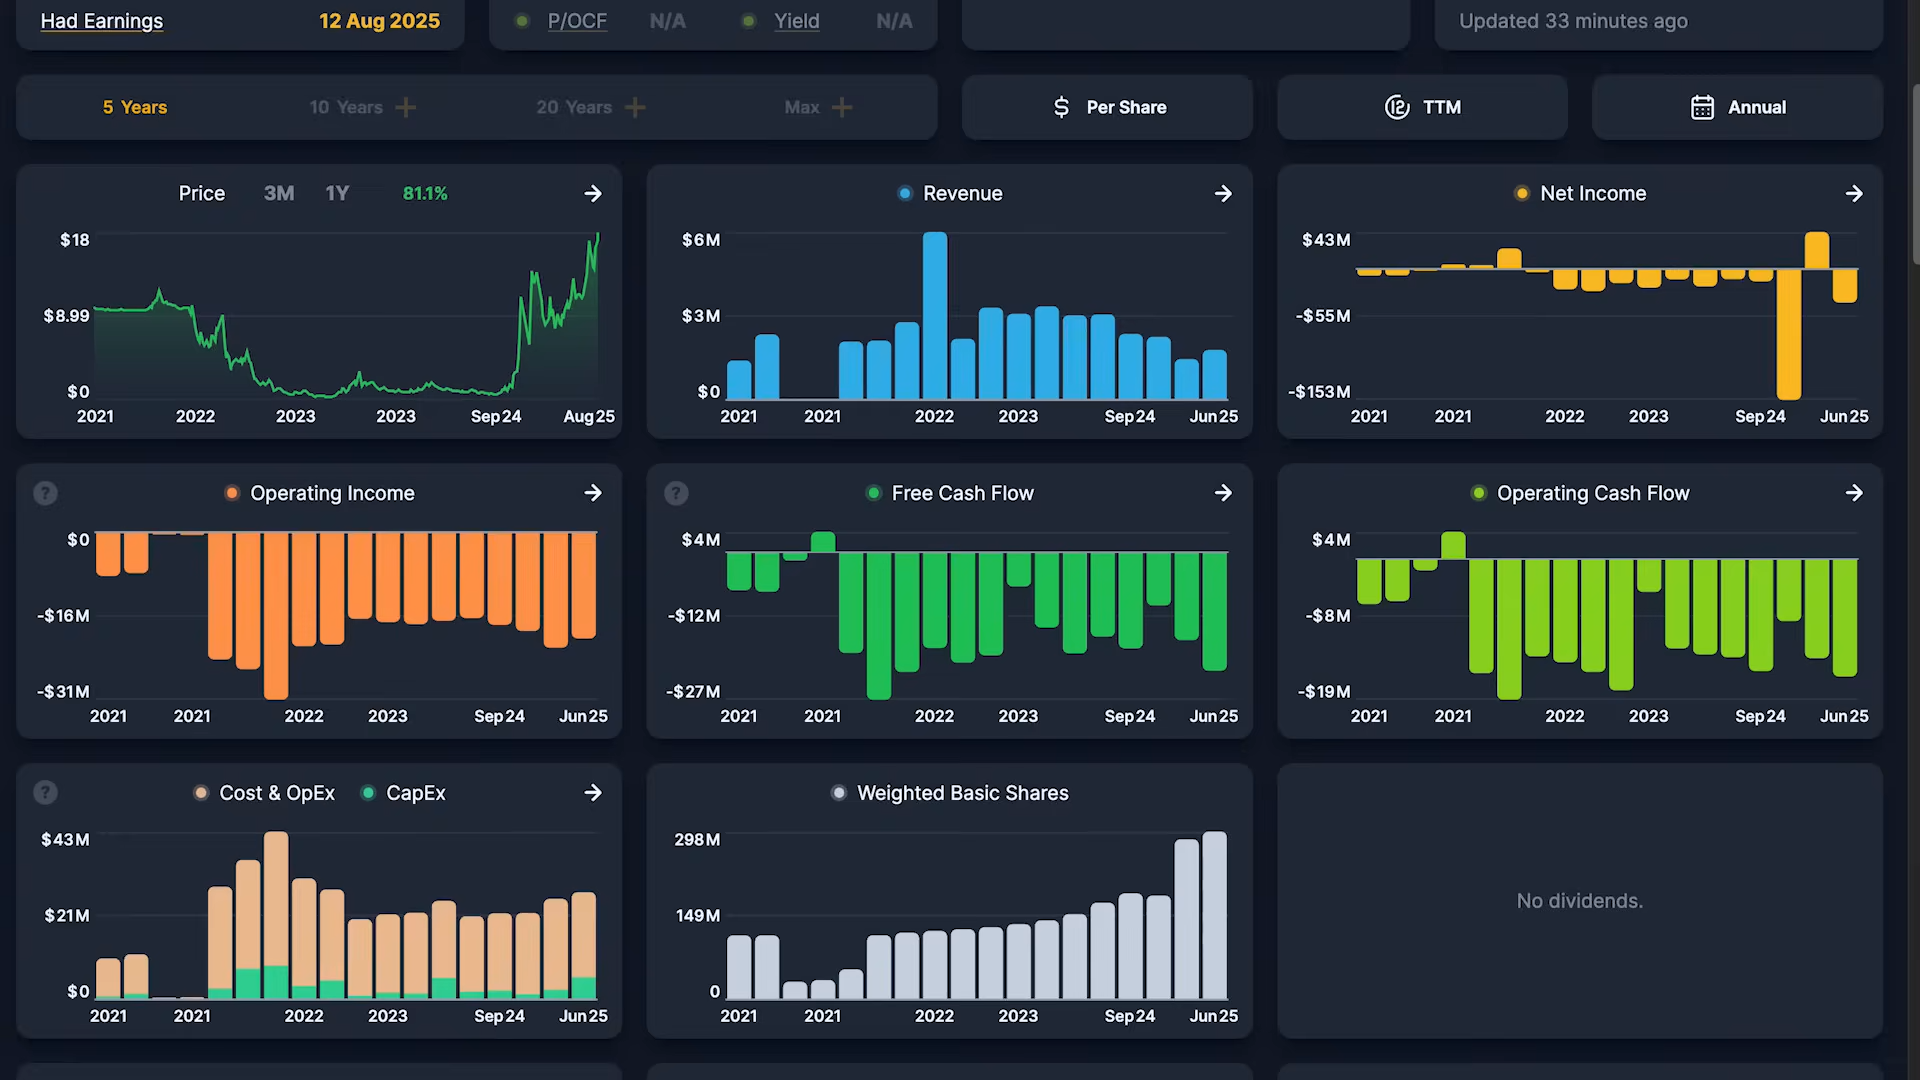 Had Earnings 12 Aug 2025
P/OCF N/A Yield N/A
Updated 33 minutes ago
5 Years 10 Years 20 Years Max
$ Per Share
12 TTM
Annual
Price 3M 1Y 81.1%
$18
$8.99
$0
2021 2022 2023 2023 Sep 24 Aug 25
Revenue
$6M
$3M
$0
2021 2021 2022 2023 Sep 24 Jun 25
Net Income
$43M
-$55M
-$153M
2021 2021 2022 2023 Sep 24 Jun 25
? Operating Income
$0
-$16M
-$31M
2021 2021 2022 2023 Sep 24 Jun 25
? Free Cash Flow
$4M
-$12M
-$27M
2021 2021 2022 2023 Sep 24 Jun 25
Operating Cash Flow
$4M
-$8M
-$19M
2021 2021 2022 2023 Sep 24 Jun 25
? Cost & OpEx CapEx
$43M
$21M
$0
2021 2021 2022 2023 Sep 24 Jun 25
Weighted Basic Shares
298M
149M
0
2021 2021 2022 2023 Sep 24 Jun 25
No dividends.